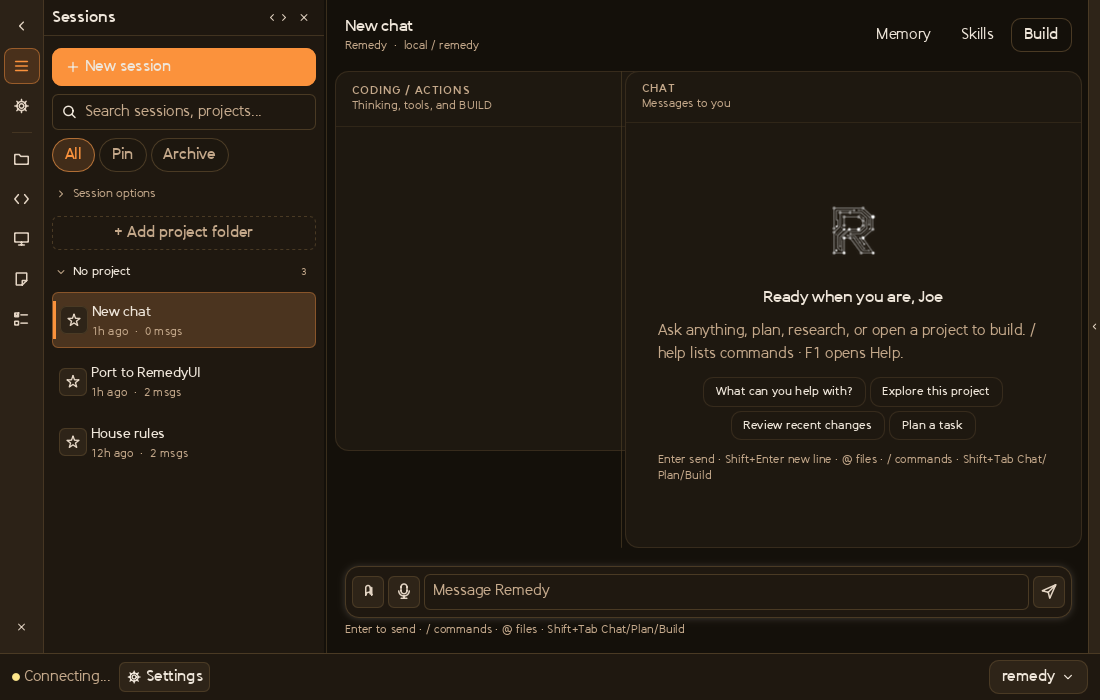 Sessions
New session
Search sessions, projects...
All
Pin
Archive
Session options
+ Add project folder
No project
3
New chat
1h ago · 0 msgs
Port to RemedyUI
1h ago · 2 msgs
House rules
12h ago · 2 msgs
New chat
Remedy · local / remedy
Memory
Skills
Build
CODING / ACTIONS
Thinking, tools, and BUILD
CHAT
Messages to you
R
Ready when you are, Joe
Ask anything, plan, research, or open a project to build. /
help lists commands · F1 opens Help.
What can you help with?
Explore this project
Review recent changes
Plan a task
Enter send · Shift+Enter new line · @ files · / commands · Shift+Tab Chat/
Plan/Build
Message Remedy
Enter to send · / commands · @ files · Shift+Tab Chat/Plan/Build
Connecting...
Settings
remedy